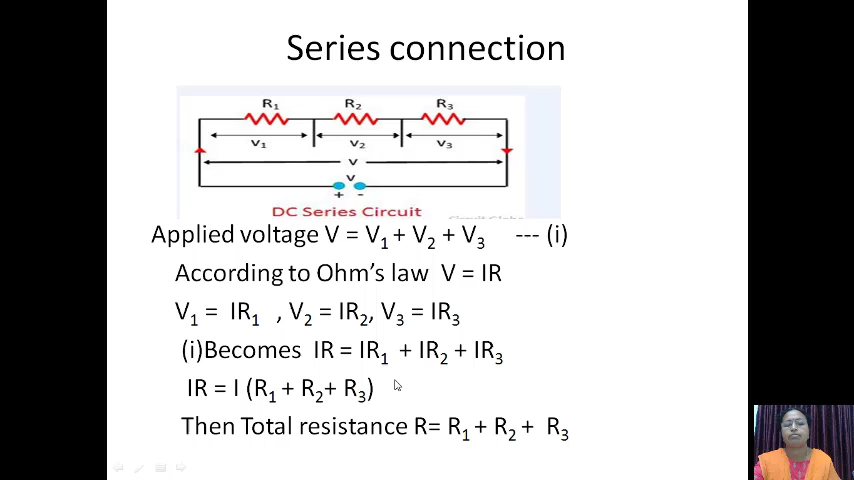 Series connection
R1 R2 R3
V1 V2 V3
V
V
+ -
DC Series Circuit
Applied voltage V = V1 + V2 + V3 --- (i)
According to Ohm's law V = IR
V1 = IR1 , V2 = IR2, V3 = IR3
(i)Becomes IR = IR1 + IR2 + IR3
IR = I (R1 + R2+ R3)
Then Total resistance R= R1 + R2 + R3